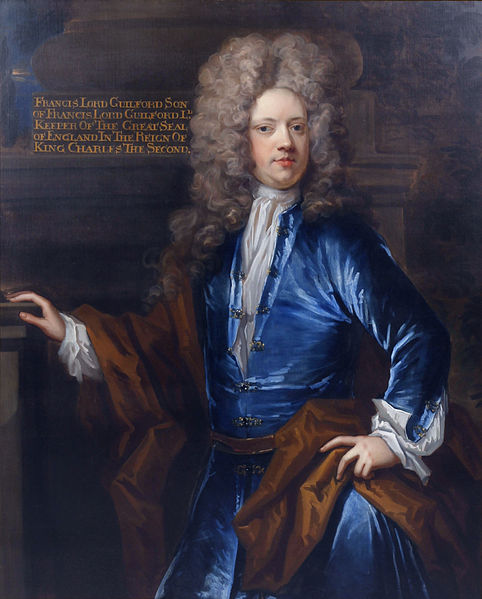 Francis Lord Guilford Son
of Francis Lord Guilford Ld
Keeper Of The Great Seal
of England In The Reign Of
King Charles The Second.